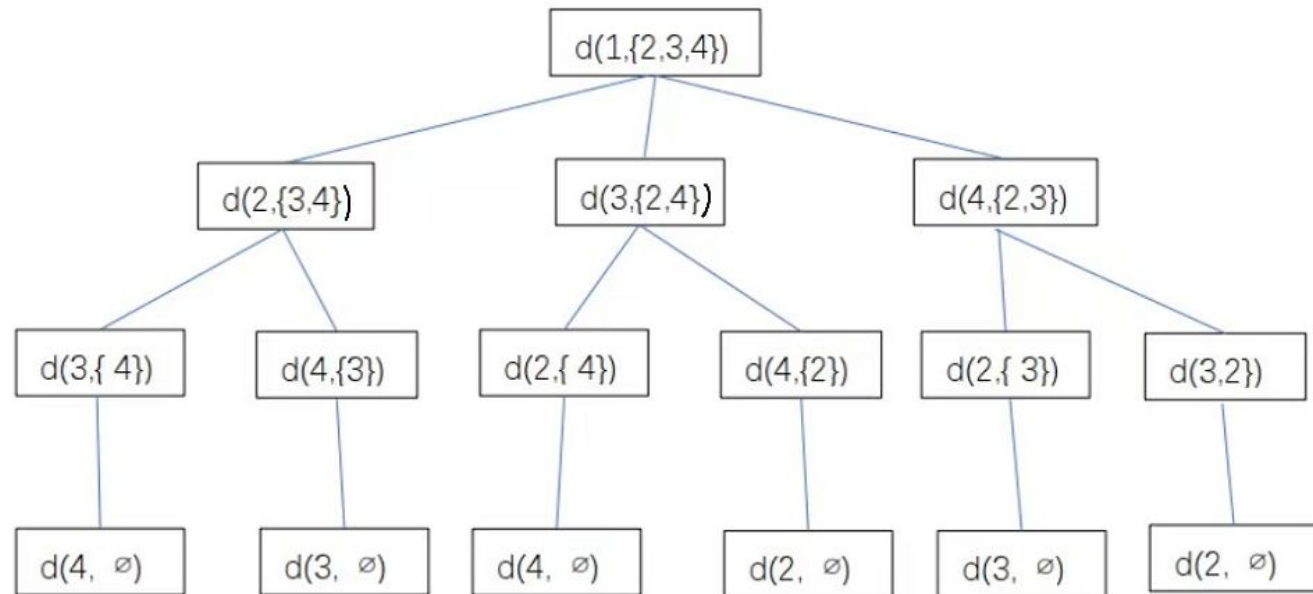 d(1,{2,3,4})
d(2,{3,4})
d(3,{2,4})
d(4,{2,3})
d(3,{ 4})
d(4,{3})
d(2,{ 4})
d(4,{2})
d(2,{ 3})
d(3,2})
d(4, ∅)
d(3, ∅)
d(4, ∅)
d(2, ∅)
d(3, ∅)
d(2, ∅)